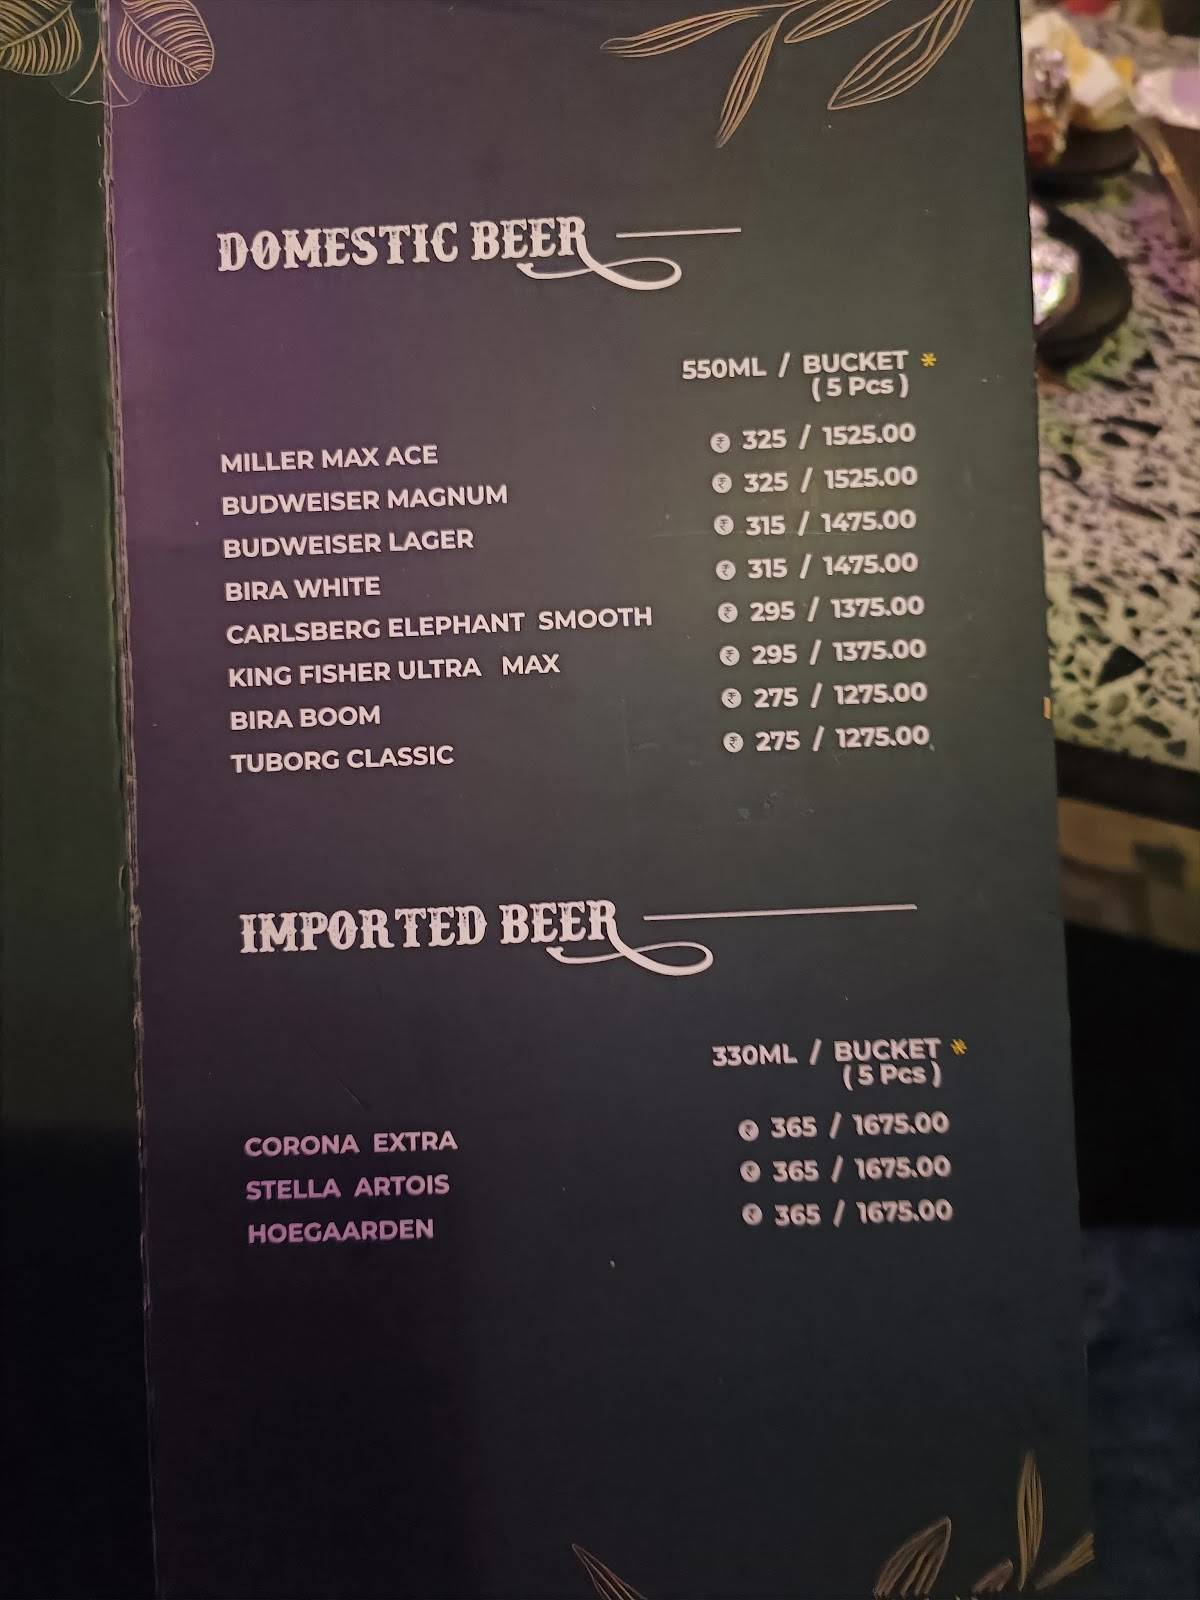 DOMESTIC BEER
550ML / BUCKET *
( 5 Pcs )
MILLER MAX ACE ₹ 325 / 1525.00
BUDWEISER MAGNUM ₹ 325 / 1525.00
BUDWEISER LAGER ₹ 315 / 1475.00
BIRA WHITE ₹ 315 / 1475.00
CARLSBERG ELEPHANT SMOOTH ₹ 295 / 1375.00
KING FISHER ULTRA MAX ₹ 295 / 1375.00
BIRA BOOM ₹ 275 / 1275.00
TUBORG CLASSIC ₹ 275 / 1275.00
IMPORTED BEER
330ML / BUCKET *
( 5 Pcs )
CORONA EXTRA ₹ 365 / 1675.00
STELLA ARTOIS ₹ 365 / 1675.00
HOEGAARDEN ₹ 365 / 1675.00